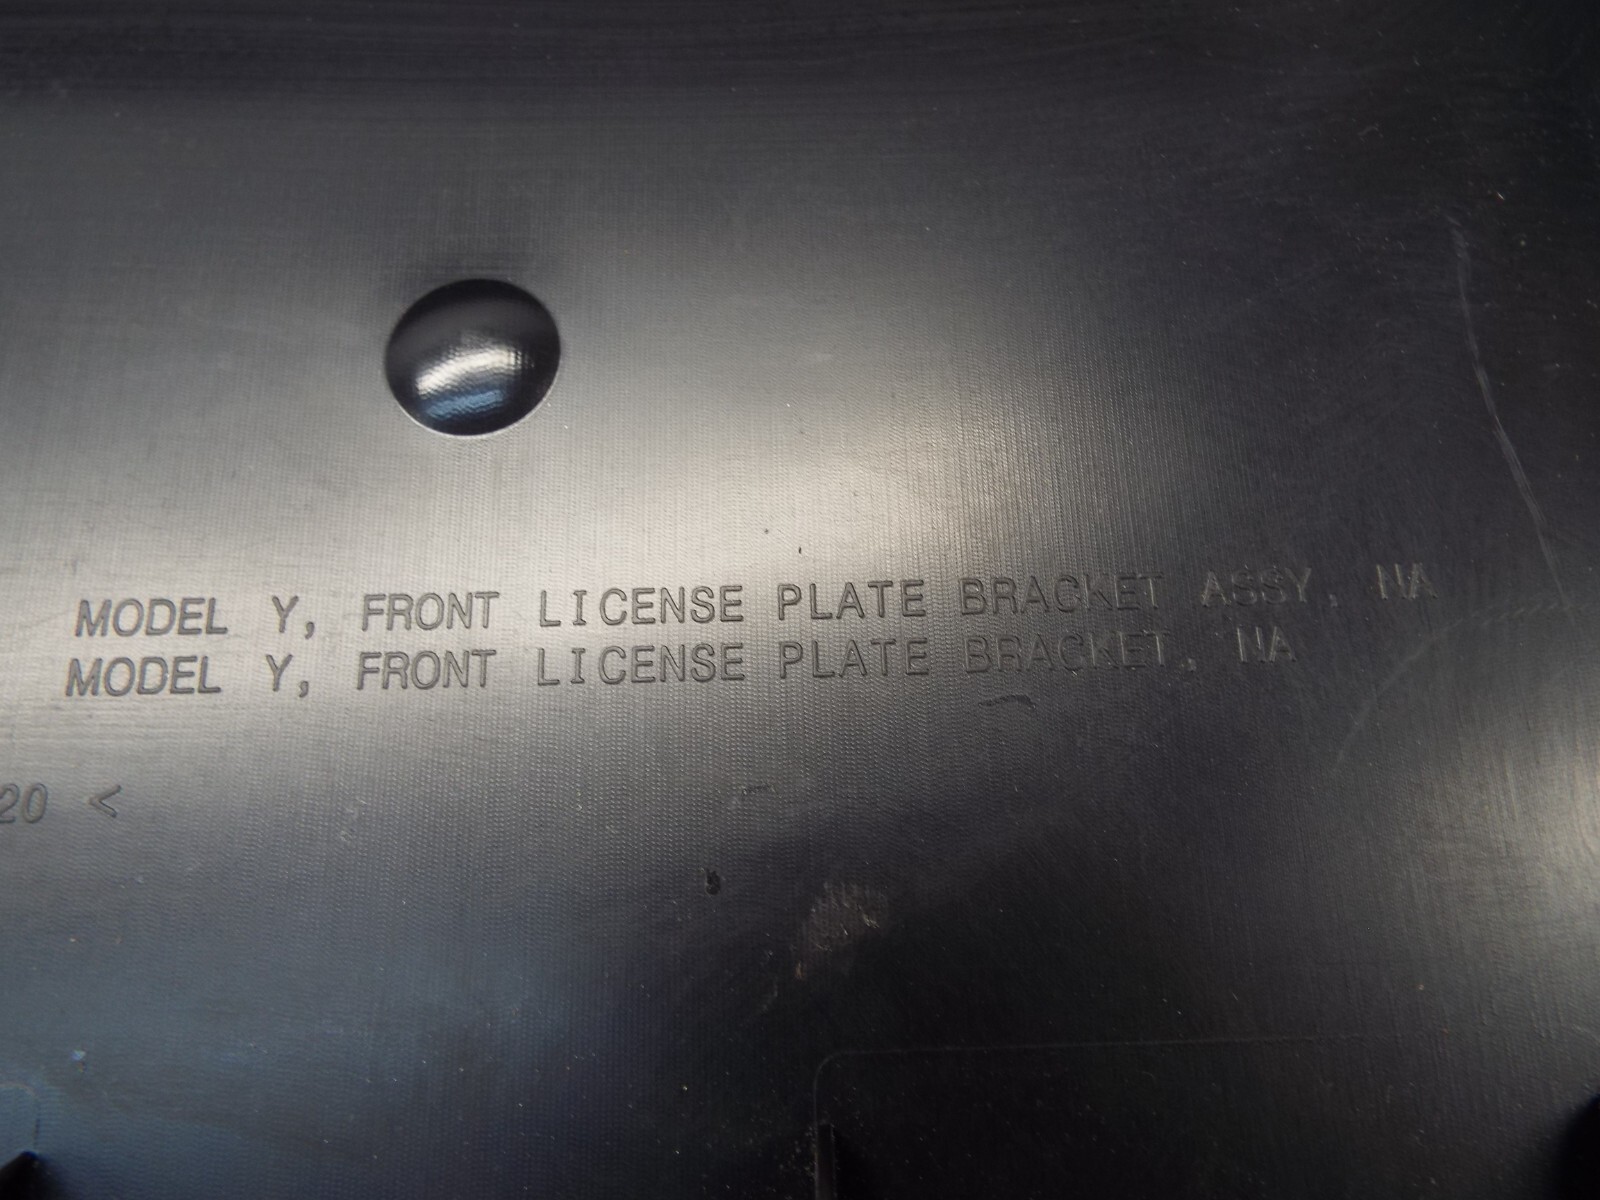 MODEL Y, FRONT LICENSE PLATE BRACKET ASSY, NA
MODEL Y, FRONT LICENSE PLATE BRACKET, NA
20 <